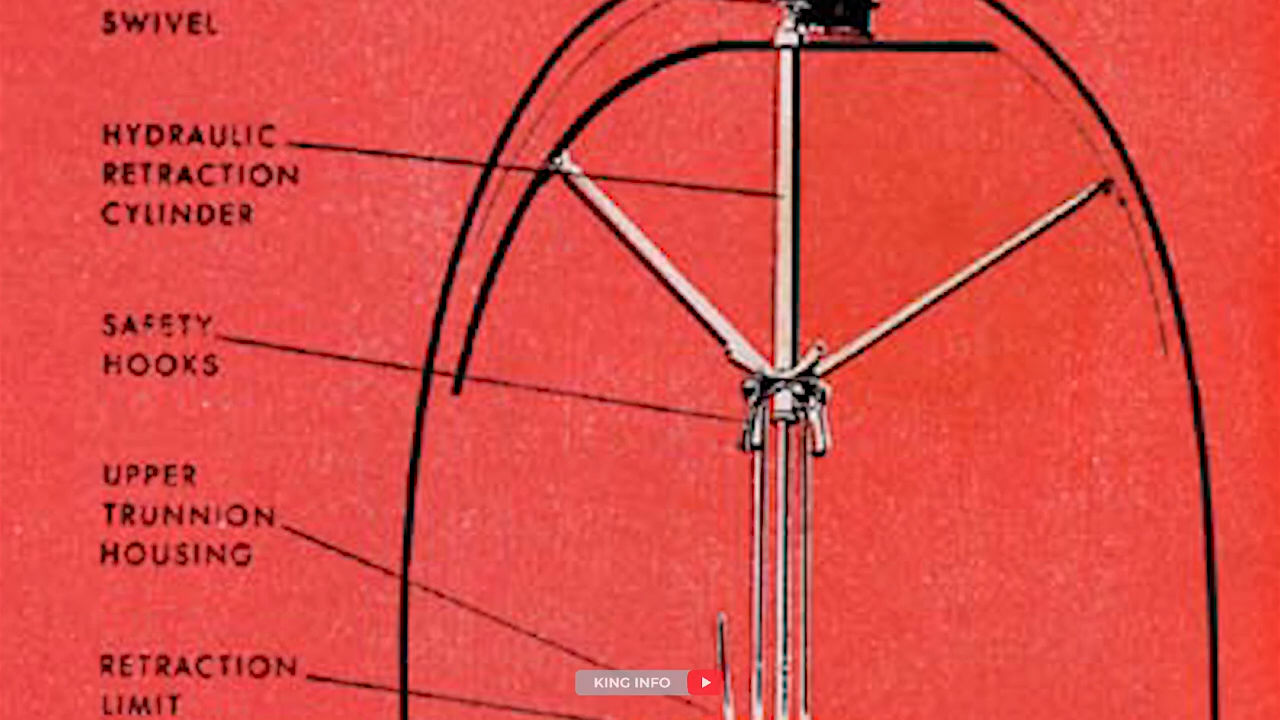 SWIVEL
HYDRAULIC
RETRACTION
CYLINDER
SAFETY
HOOKS
UPPER
TRUNNION
HOUSING
RETRACTION
LIMIT
KING INFO